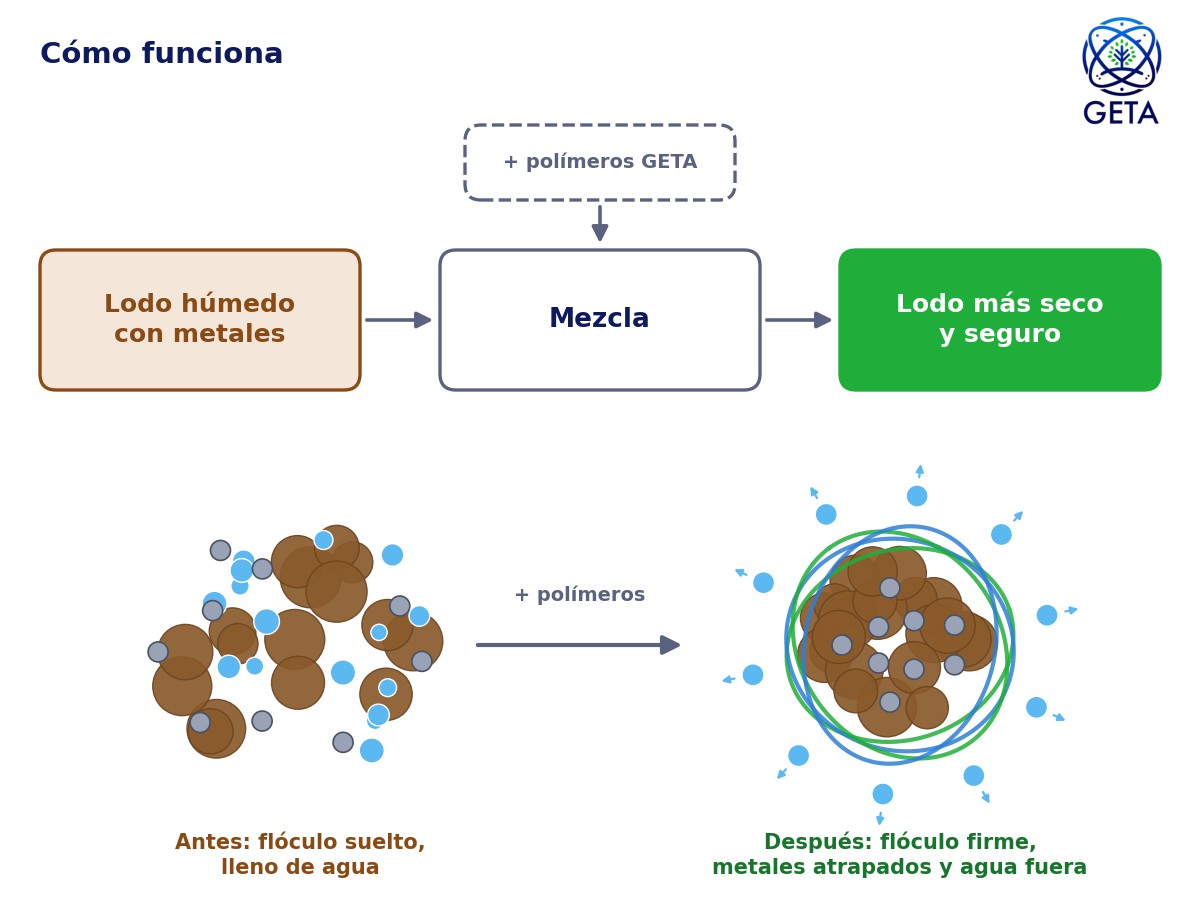 Cómo funciona
GETA
+ polímeros GETA
Lodo húmedo
con metales
Mezcla
Lodo más seco
y seguro
+ polímeros
Antes: flóculo suelto,
lleno de agua
Después: flóculo firme,
metales atrapados y agua fuera